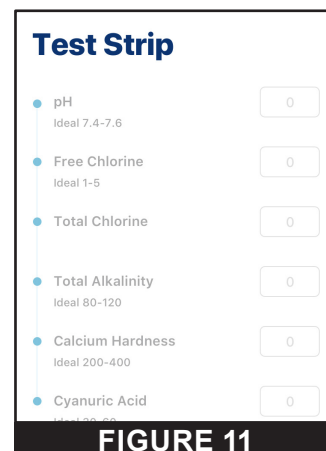 Test Strip
pH
0
Ideal 7.4-7.6
Free Chlorine
0
Ideal 1-5
Total Chlorine
0
Total Alkalinity
0
Ideal 80-120
Calcium Hardness
0
Ideal 200-400
Cyanuric Acid
0
FIGURE 11